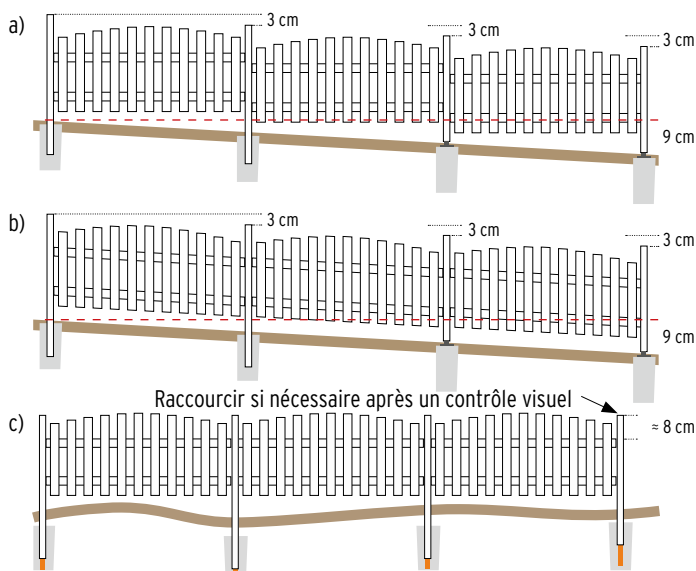 a)
3 cm
3 cm
3 cm
9 cm
b)
3 cm
3 cm
3 cm
9 cm
Raccourcir si nécessaire après un contrôle visuel
c)
≈ 8 cm